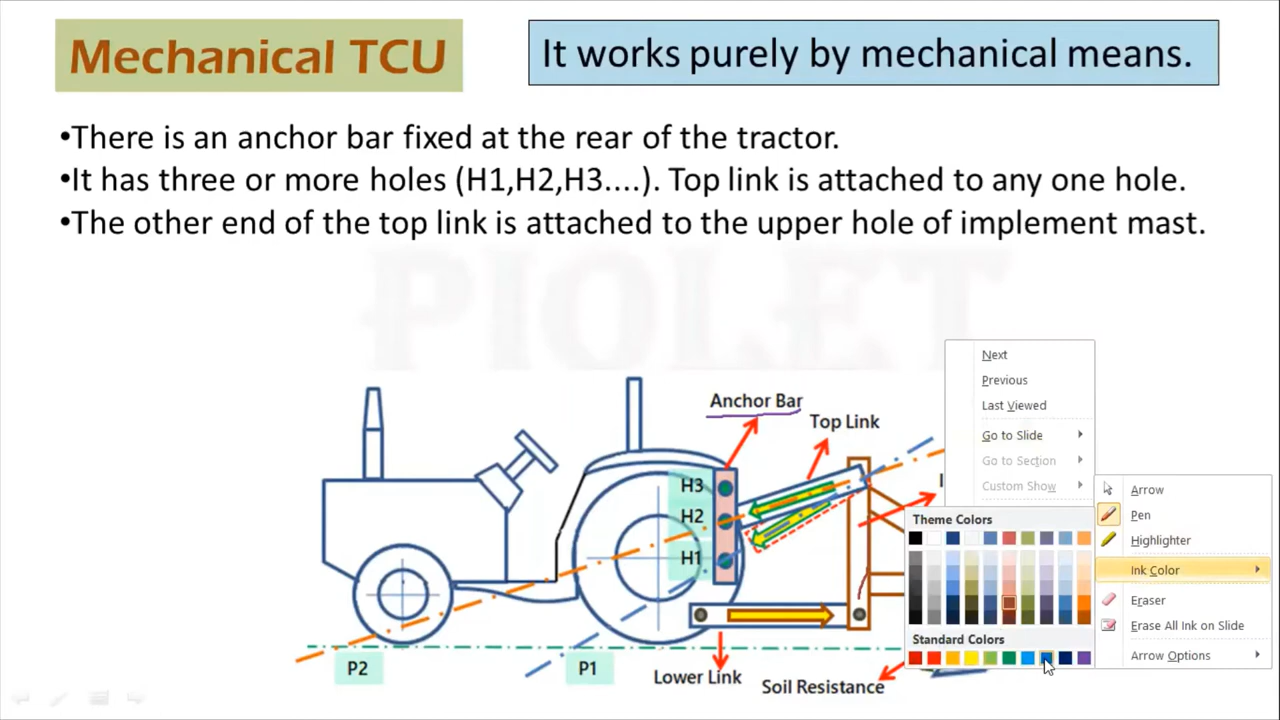 Mechanical TCU
It works purely by mechanical means.
•There is an anchor bar fixed at the rear of the tractor.
•It has three or more holes (H1,H2,H3....). Top link is attached to any one hole.
•The other end of the top link is attached to the upper hole of implement mast.
PIOLET
Next
Previous
Last Viewed
Go to Slide
Go to Section
Custom Show
Anchor Bar
Top Link
H3
H2
H1
P2
P1
Lower Link
Soil Resistance
Theme Colors
Standard Colors
Arrow
Pen
Highlighter
Ink Color
Eraser
Erase All Ink on Slide
Arrow Options